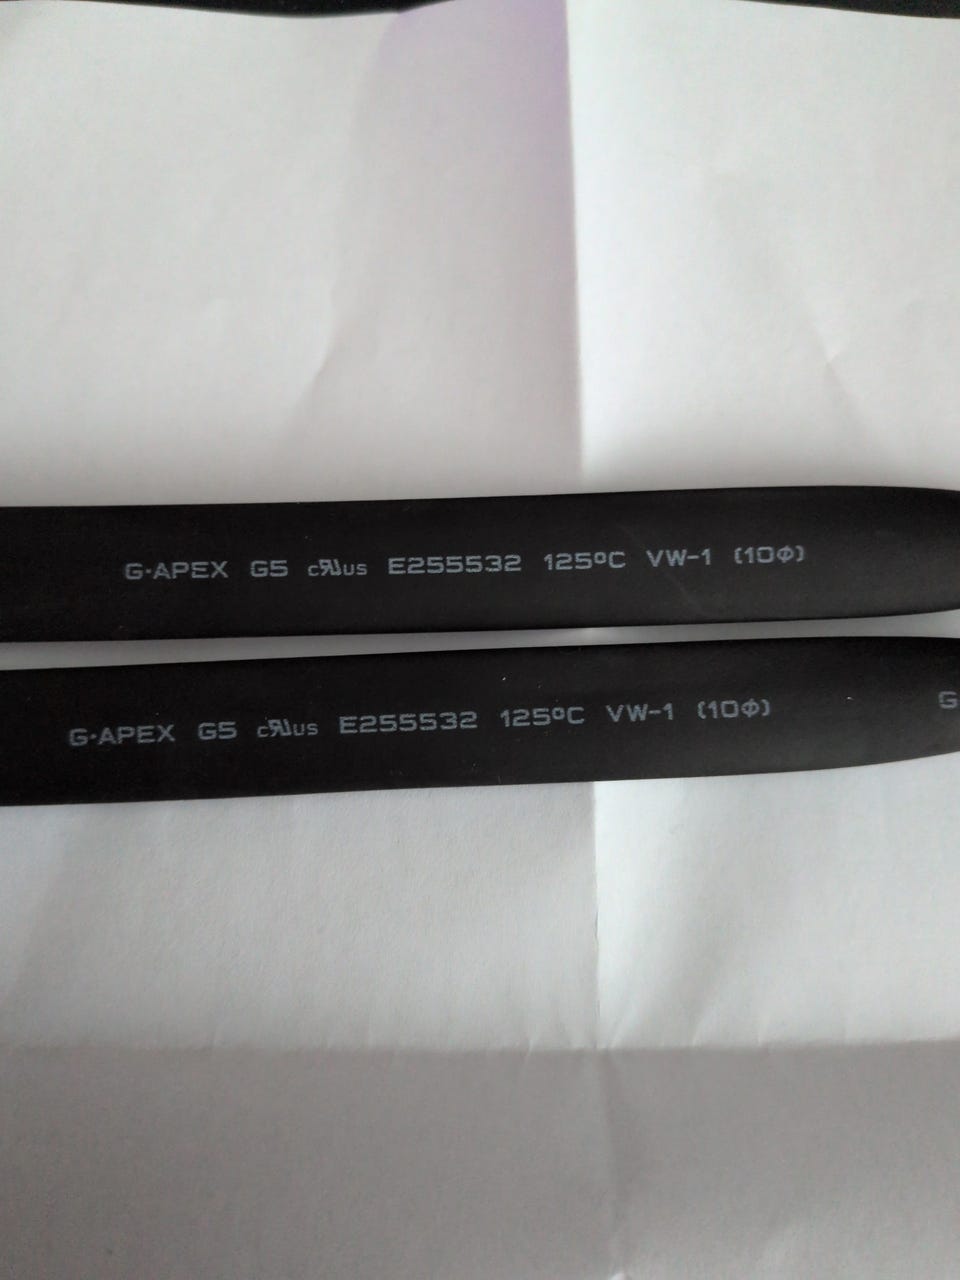 G·APEX G5 cRUus E255532 125ºC VW-1 (10Φ)
G·APEX G5 cRUus E255532 125ºC VW-1 (10Φ) G